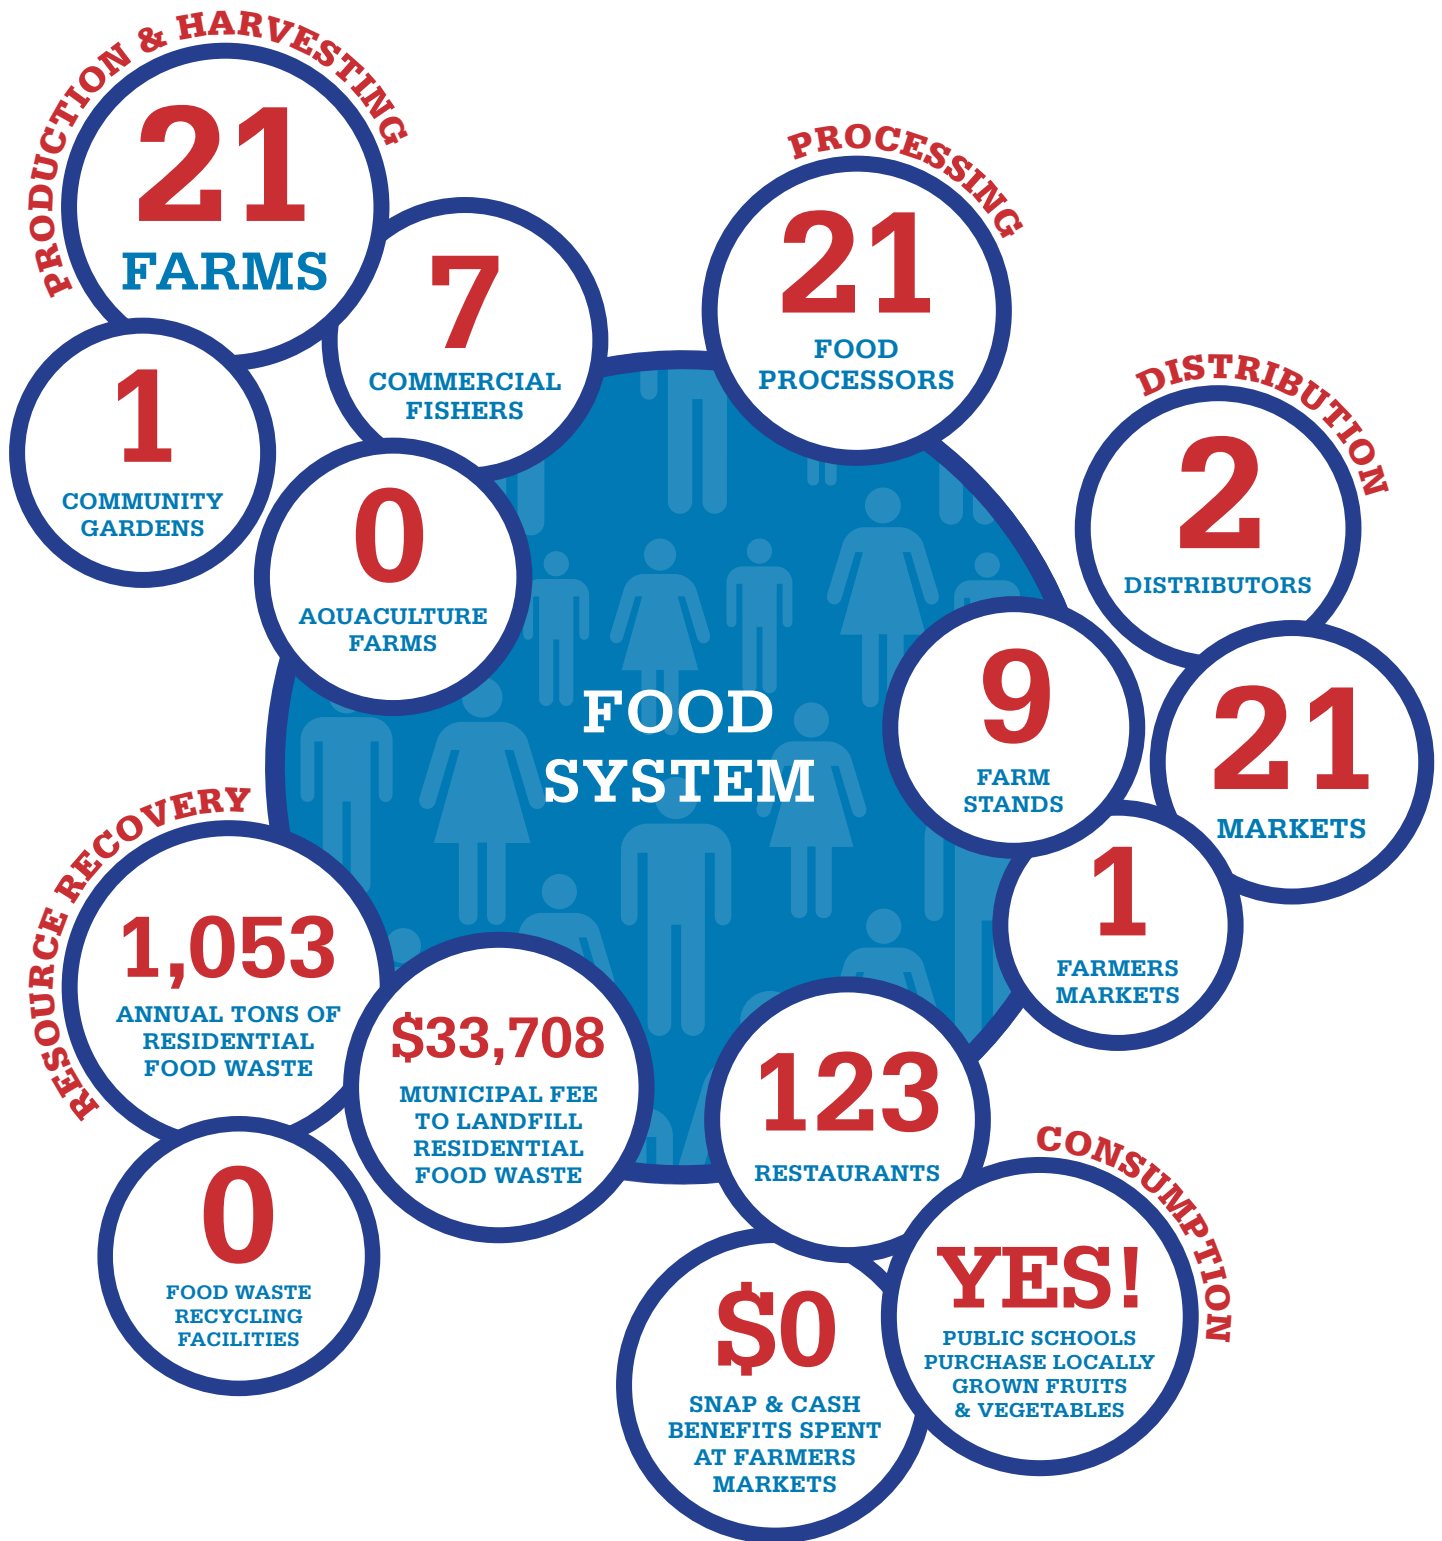 PRODUCTION & HARVESTING
21
FARMS
7
COMMERCIAL
FISHERS
1
COMMUNITY
GARDENS
0
AQUACULTURE
FARMS
PROCESSING
21
FOOD
PROCESSORS
DISTRIBUTION
2
DISTRIBUTORS
9
FARM
STANDS
21
MARKETS
1
FARMERS
MARKETS
FOOD
SYSTEM
RESOURCE RECOVERY
1,053
ANNUAL TONS OF
RESIDENTIAL
FOOD WASTE
$33,708
MUNICIPAL FEE
TO LANDFILL
RESIDENTIAL
FOOD WASTE
0
FOOD WASTE
RECYCLING
FACILITIES
CONSUMPTION
123
RESTAURANTS
YES!
PUBLIC SCHOOLS
PURCHASE LOCALLY
GROWN FRUITS
& VEGETABLES
$0
SNAP & CASH
BENEFITS SPENT
AT FARMERS
MARKETS